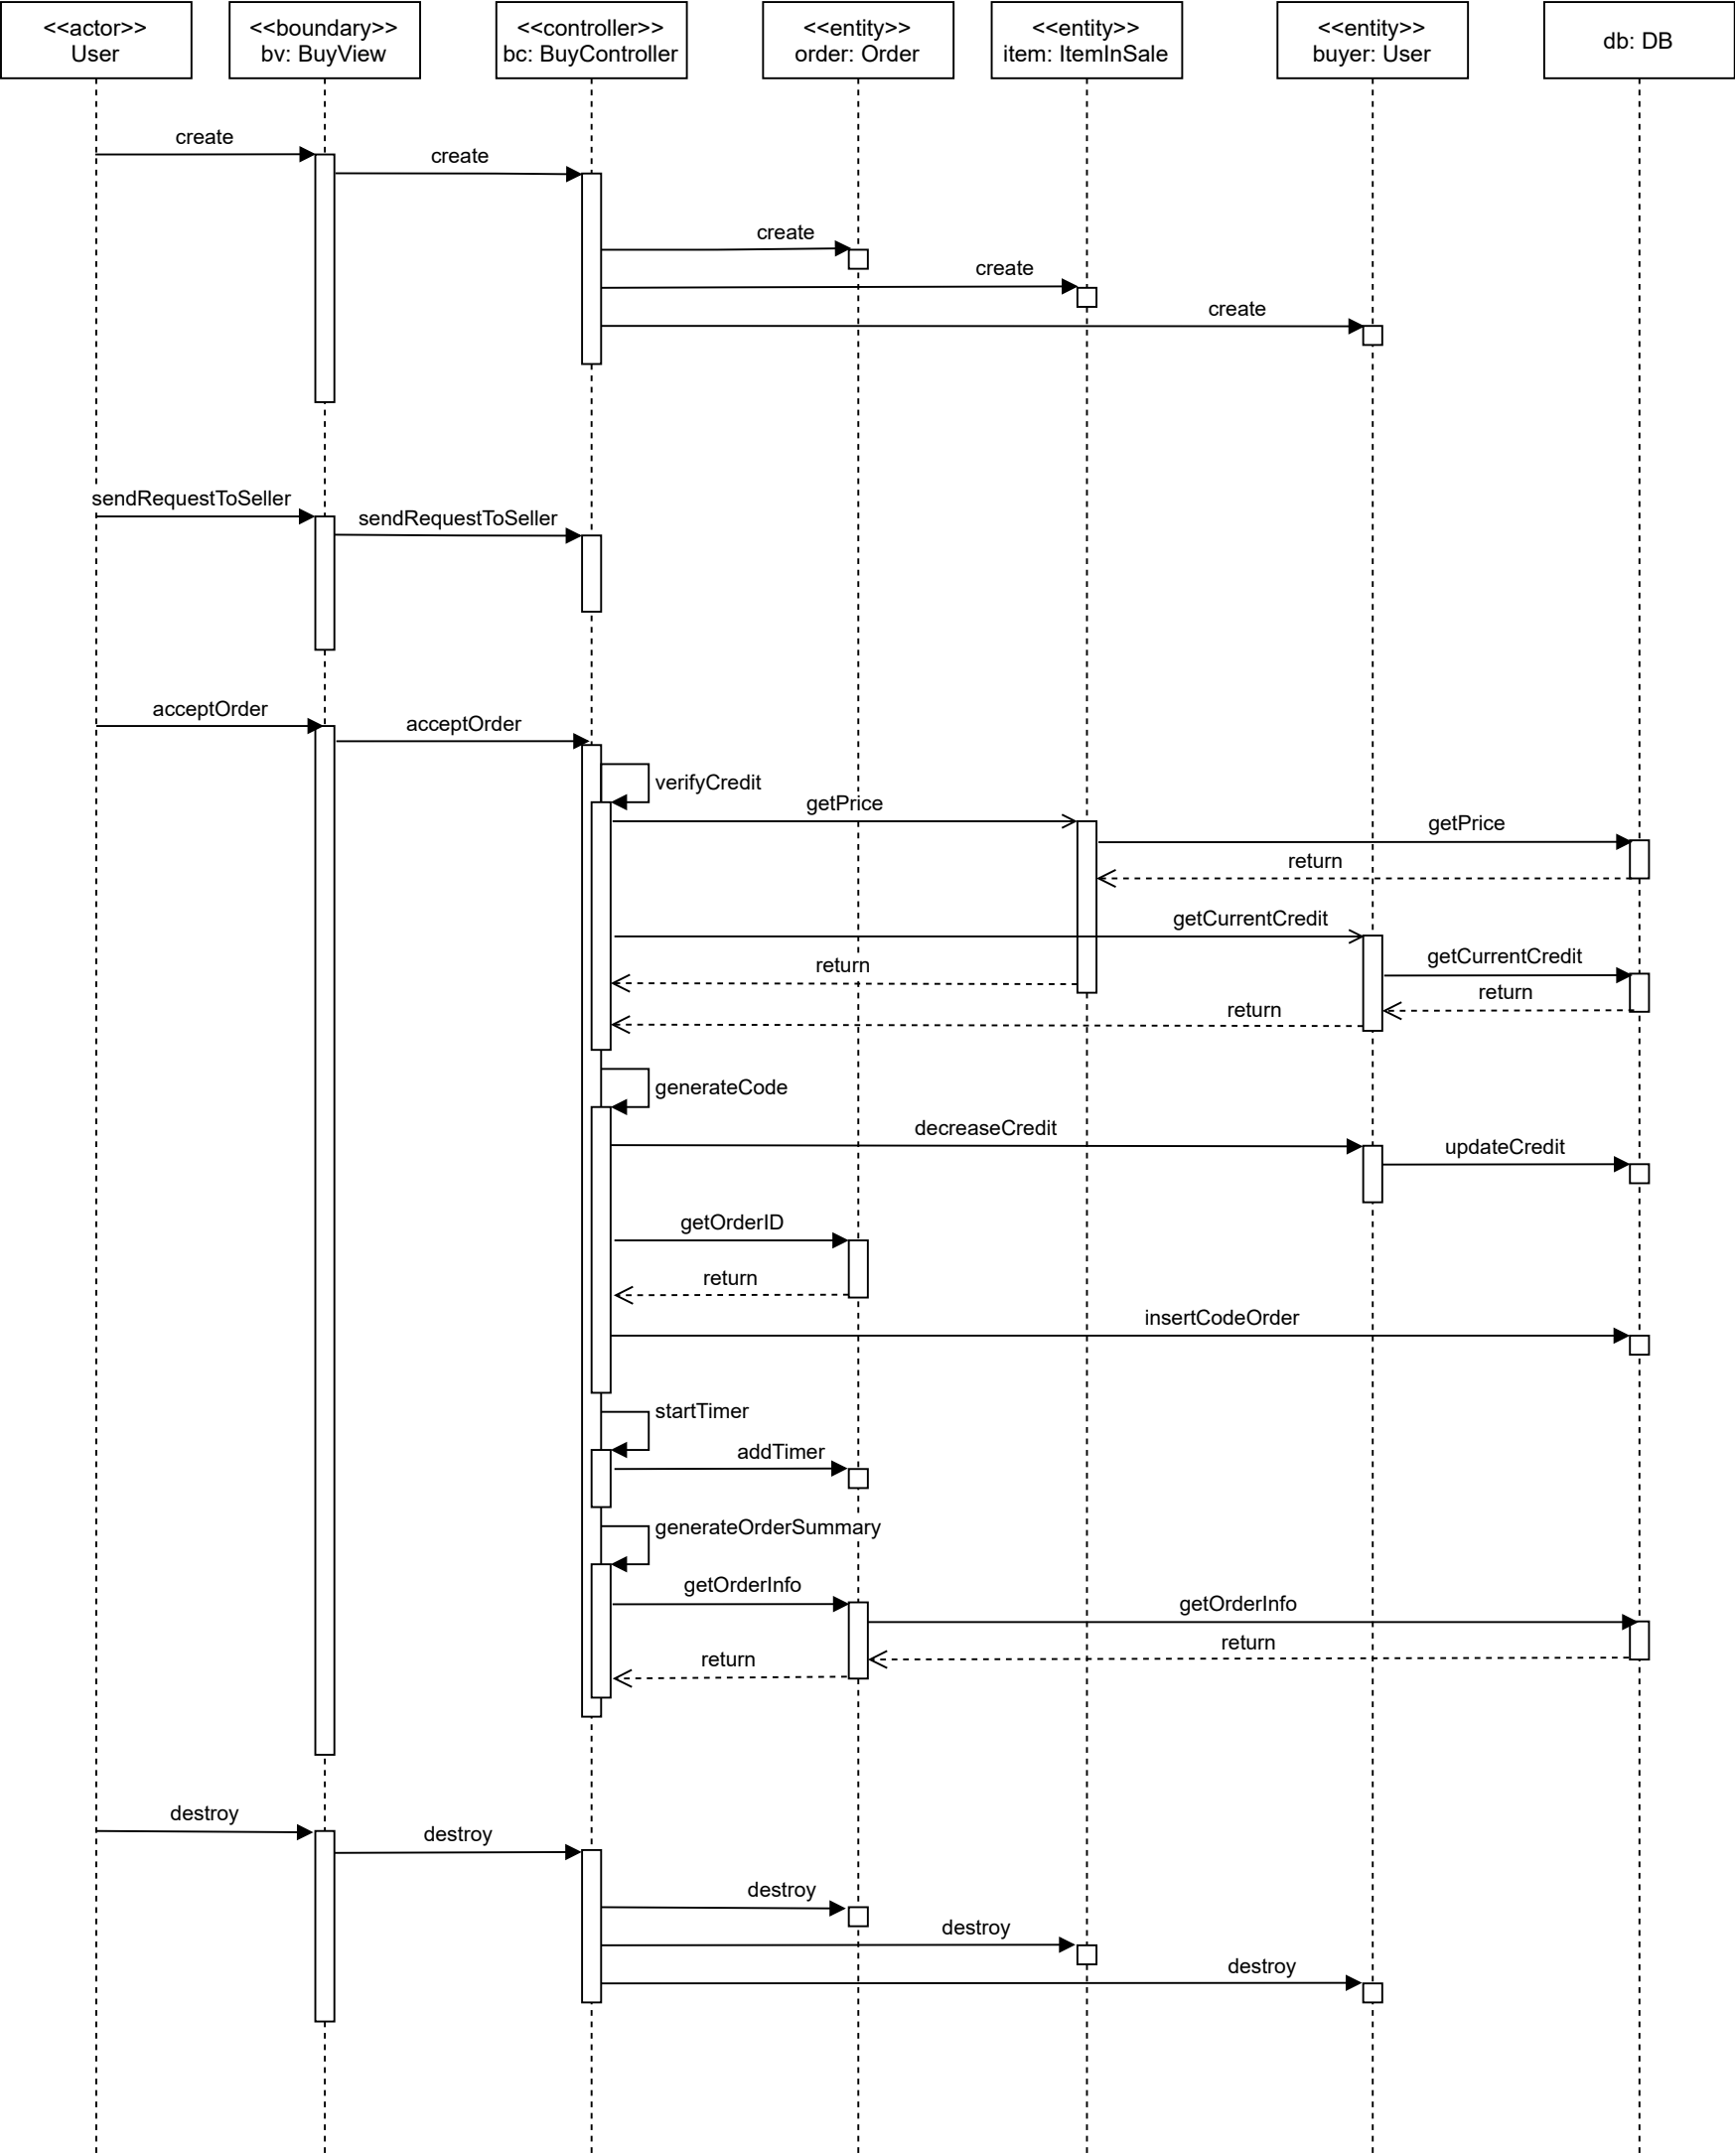 <<actor>>
User
<<boundary>>
bv: BuyView
<<controller>>
bc: BuyController
<<entity>>
order: Order
<<entity>>
item: ItemInSale
<<entity>>
buyer: User
db: DB
create
create
create
create
create
sendRequestToSeller
sendRequestToSeller
acceptOrder
acceptOrder
verifyCredit
getPrice
getPrice
return
getCurrentCredit
getCurrentCredit
return
return
return
generateCode
decreaseCredit
updateCredit
getOrderID
return
insertCodeOrder
startTimer
addTimer
generateOrderSummary
getOrderInfo
getOrderInfo
return
return
destroy
destroy
destroy
destroy
destroy